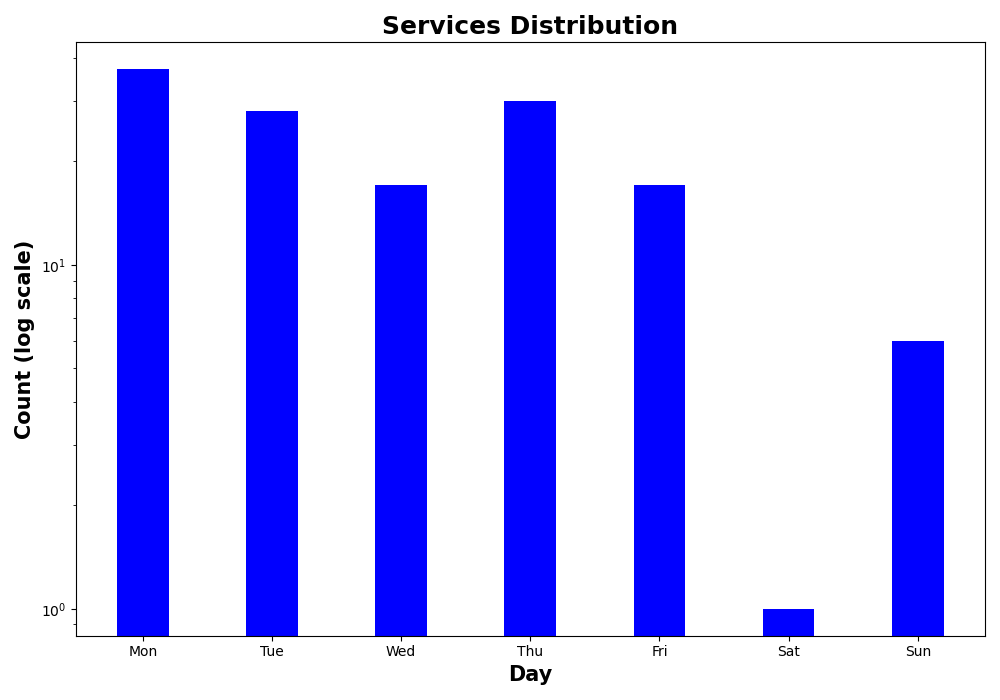 Services Distribution
Count (log scale)
10¹
10⁰
Mon Tue Wed Thu Fri Sat Sun
Day